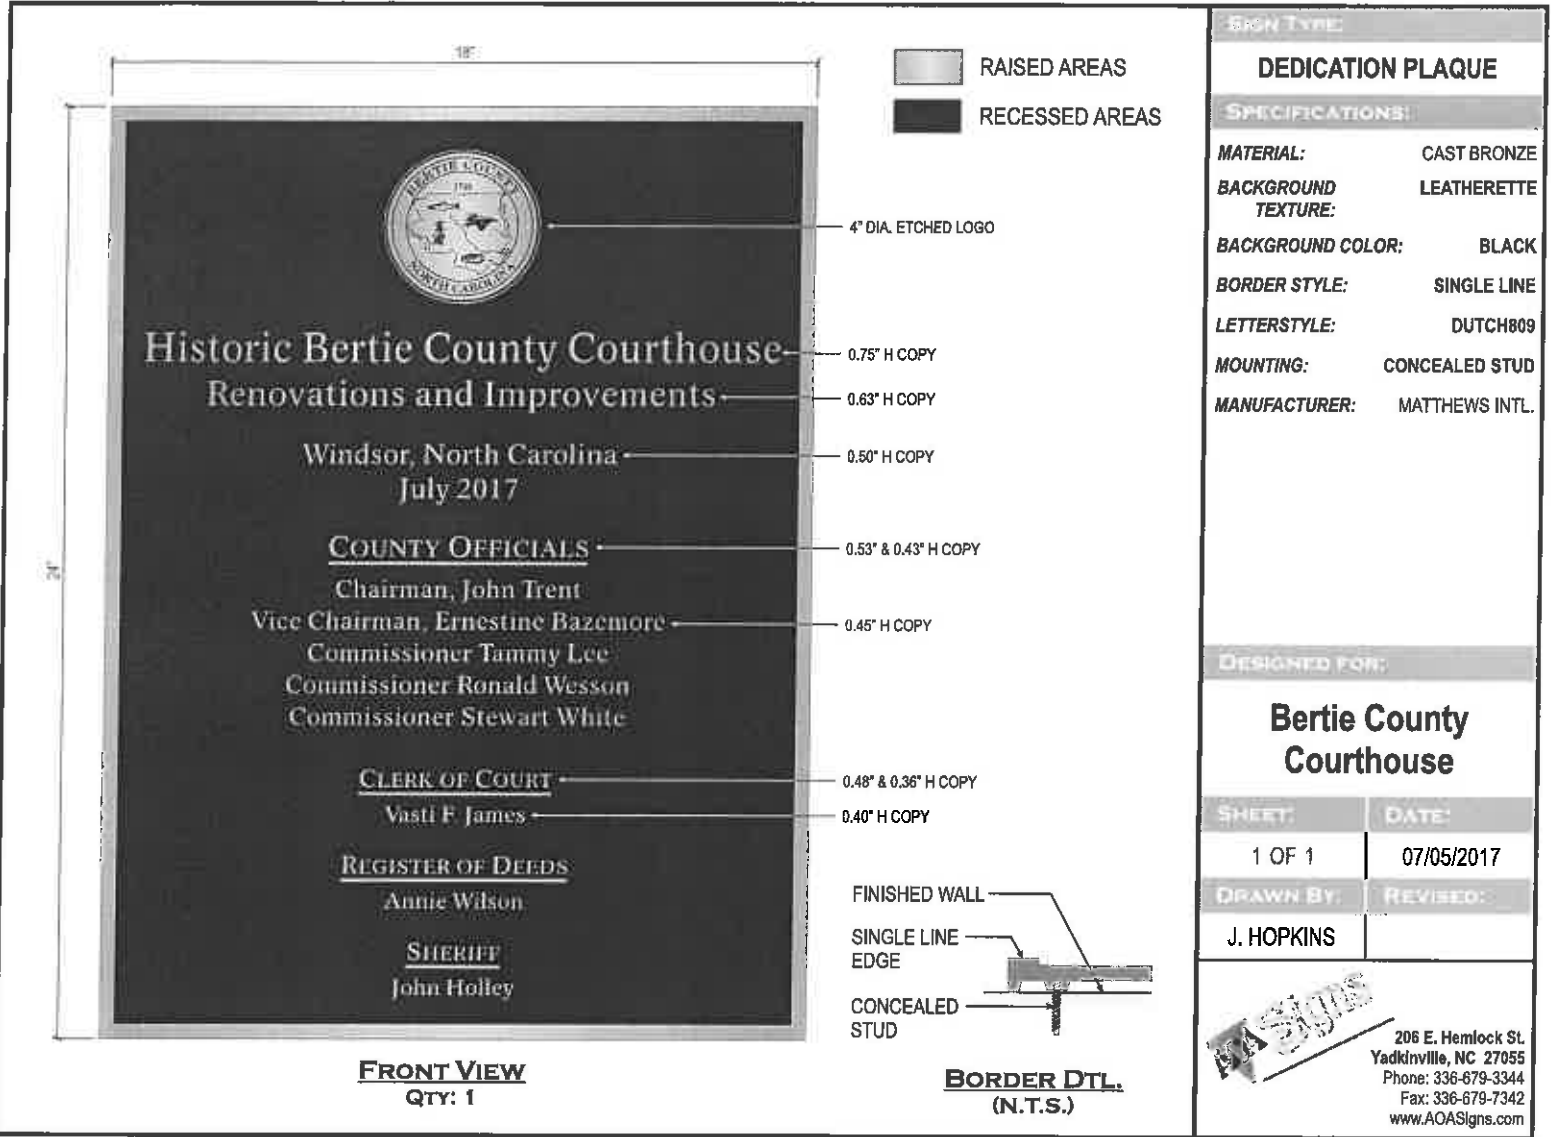 18"
24"
BERTIE COUNTY
NORTH CAROLINA
Historic Bertie County Courthouse
Renovations and Improvements
Windsor, North Carolina
July 2017
COUNTY OFFICIALS
Chairman, John Trent
Vice Chairman, Ernestine Bazemore
Commissioner Tammy Lee
Commissioner Ronald Wesson
Commissioner Stewart White
CLERK OF COURT
Vasti F James
REGISTER OF DEEDS
Annie Wilson
SHERIFF
John Holley
FRONT VIEW
QTY: 1
RAISED AREAS
RECESSED AREAS
4" DIA. ETCHED LOGO
0.75" H COPY
0.63" H COPY
0.50" H COPY
0.53" & 0.43" H COPY
0.45" H COPY
0.48" & 0.36" H COPY
0.40" H COPY
FINISHED WALL
SINGLE LINE
EDGE
CONCEALED
STUD
BORDER DTL.
(N.T.S.)
SIGN TYPE:
DEDICATION PLAQUE
SPECIFICATIONS:
MATERIAL: CAST BRONZE
BACKGROUND LEATHERETTE
TEXTURE:
BACKGROUND COLOR: BLACK
BORDER STYLE: SINGLE LINE
LETTERSTYLE: DUTCH809
MOUNTING: CONCEALED STUD
MANUFACTURER: MATTHEWS INTL.
DESIGNED FOR:
Bertie County
Courthouse
SHEET: DATE:
1 OF 1 07/05/2017
DRAWN BY: REVISED:
J. HOPKINS
Signs
206 E. Hemlock St.
Yadkinville, NC 27055
Phone: 336-679-3344
Fax: 336-679-7342
www.AOASigns.com